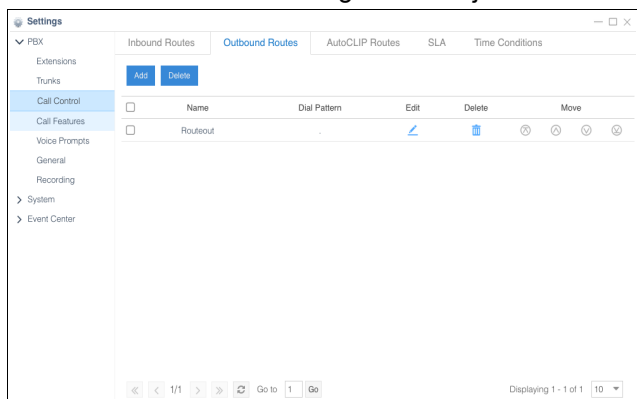 Settings
PBX
Extensions
Trunks
Call Control
Call Features
Voice Prompts
General
Recording
System
Event Center
Inbound Routes Outbound Routes AutoCLIP Routes SLA Time Conditions
Add Delete
Name Dial Pattern Edit Delete Move
Routeout .
1/1 Go to 1 Go Displaying 1 - 1 of 1 10